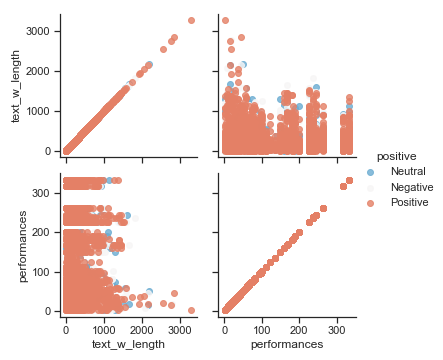 text_w_length
3000
2000
1000
0
positive
Neutral
Negative
Positive
performances
300
200
100
0
0 1000 2000 3000
text_w_length
0 100 200 300
performances